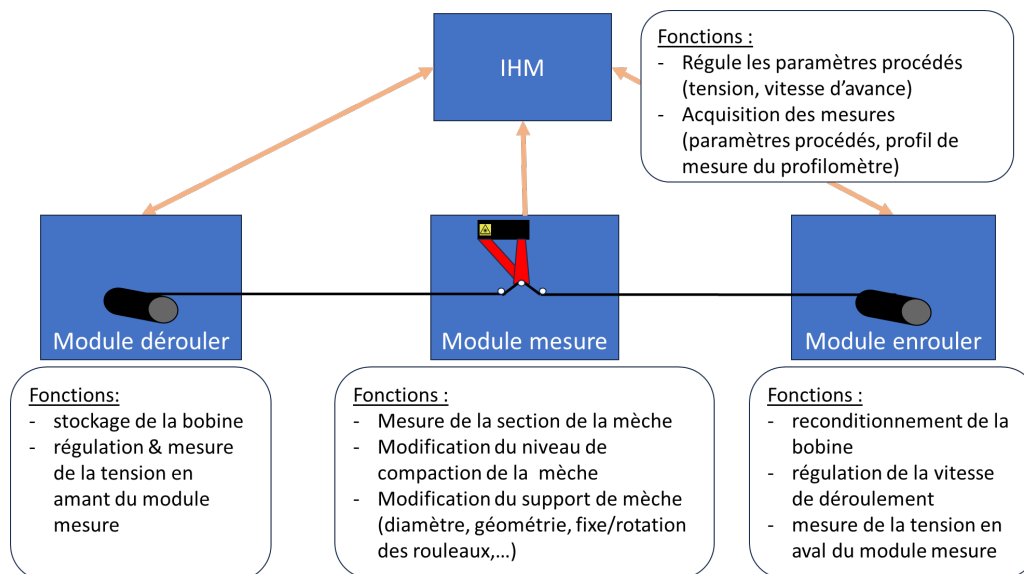 IHM
Fonctions :
- Régule les paramètres procédés
(tension, vitesse d'avance)
- Acquisition des mesures
(paramètres procédés, profil de
mesure du profilomètre)
Module dérouler
Module mesure
Module enrouler
Fonctions:
- stockage de la bobine
- régulation & mesure
de la tension en
amant du module
mesure
Fonctions :
- Mesure de la section de la mèche
- Modification du niveau de
compaction de la mèche
- Modification du support de mèche
(diamètre, géométrie, fixe/rotation
des rouleaux,...)
Fonctions :
- reconditionnement de la
bobine
- régulation de la vitesse
de déroulement
- mesure de la tension en
aval du module mesure